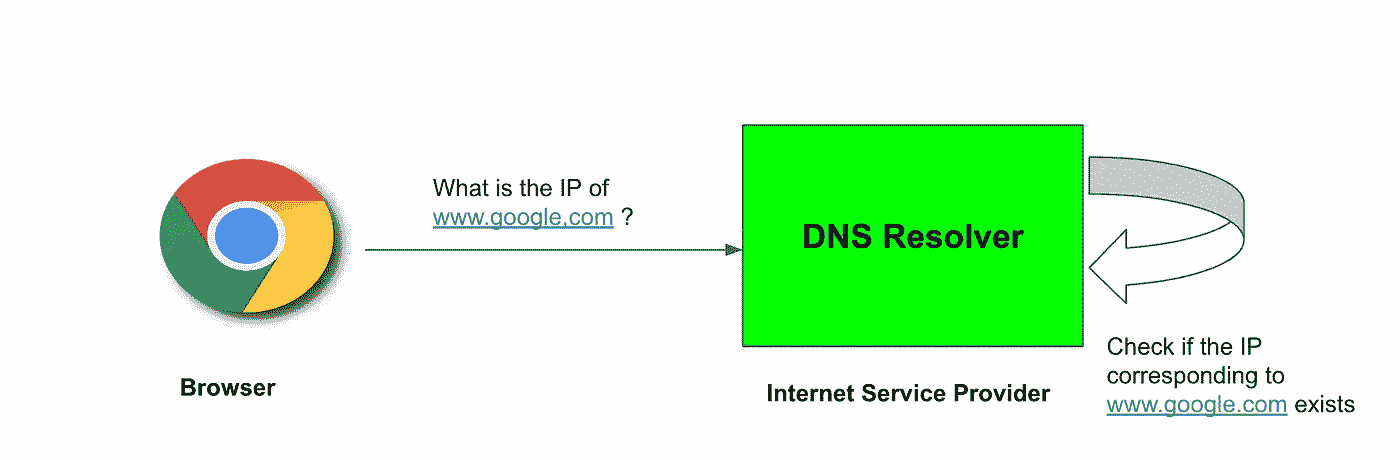 What is the IP of
www.google.com ?
DNS Resolver
Check if the IP
corresponding to
www.google.com exists
Browser
Internet Service Provider